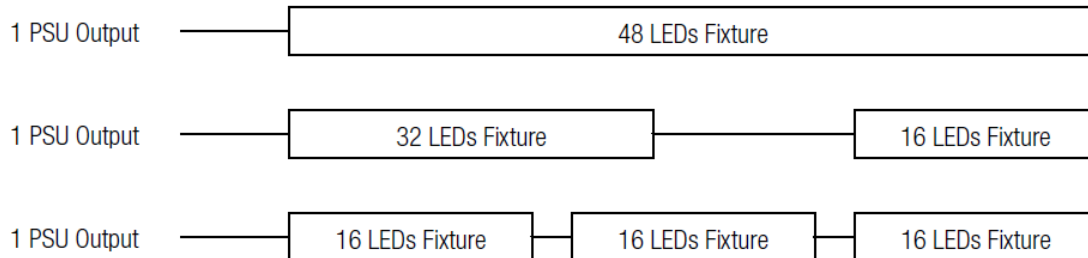 1 PSU Output 48 LEDs Fixture
1 PSU Output 32 LEDs Fixture 16 LEDs Fixture
1 PSU Output 16 LEDs Fixture 16 LEDs Fixture 16 LEDs Fixture